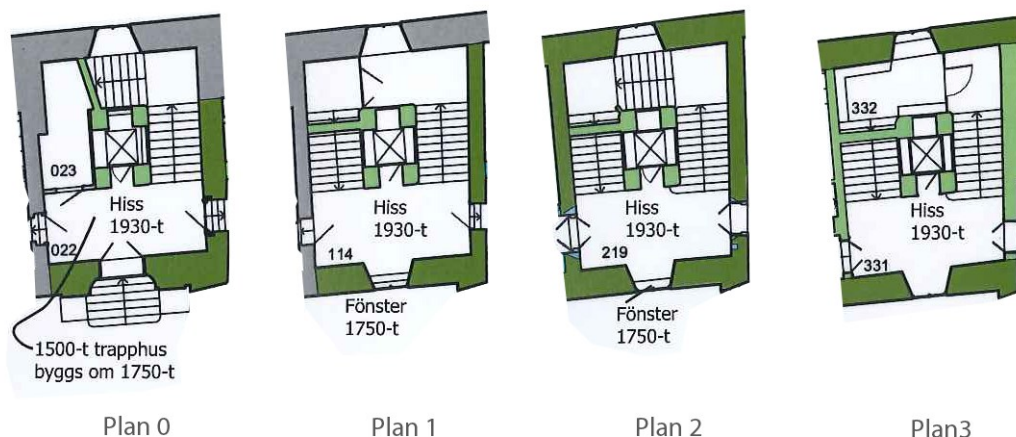 023
Hiss
1930-t
022
1500-t trapphus
byggs om 1750-t
Plan 0
Hiss
1930-t
114
Fönster
1750-t
Plan 1
Hiss
1930-t
219
Fönster
1750-t
Plan 2
332
Hiss
1930-t
331
Plan3